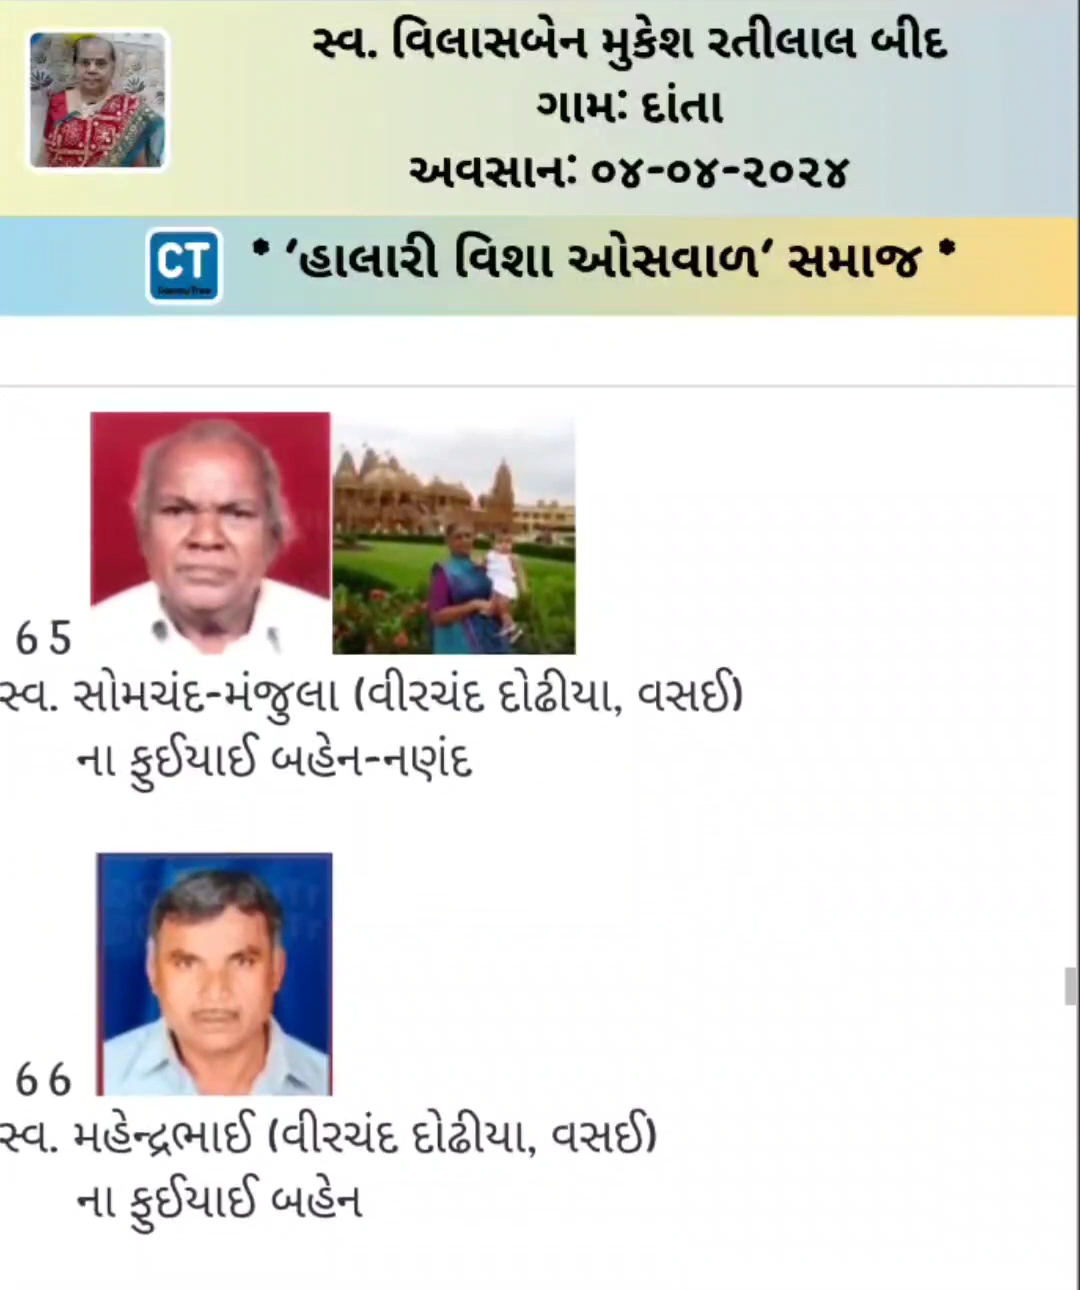 સ્વ. વિલાસબેન મુકેશ રતીલાલ બીદ
ગામ: દાંતા
અવસાન: ૦૪-૦૪-૨૦૨૪
CT
* ‘હાલારી વિશા ઓસવાળ’ સમાજ *
65
સ્વ. સોમચંદ-મંજુલા (વીરચંદ દોઢીયા, વસઈ)
ના ફુઈયાઈ બહેન-નણંદ
66
સ્વ. મહેન્દ્રભાઈ (વીરચંદ દોઢીયા, વસઈ)
ના ફુઈયાઈ બહેન